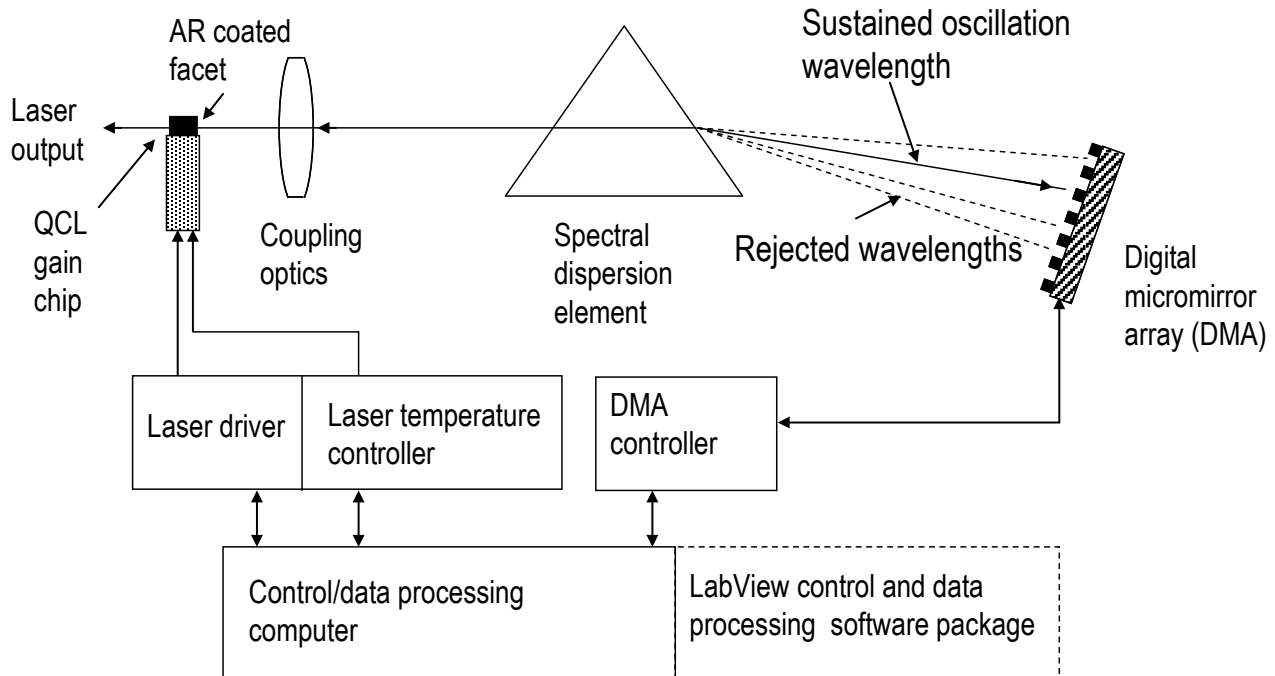 AR coated
facet
Sustained oscillation
wavelength
Laser
output
QCL
gain
chip
Coupling
optics
Spectral
dispersion
element
Rejected wavelengths
Digital
micromirror
array (DMA)
Laser driver
Laser temperature
controller
DMA
controller
Control/data processing
computer
LabView control and data
processing software package